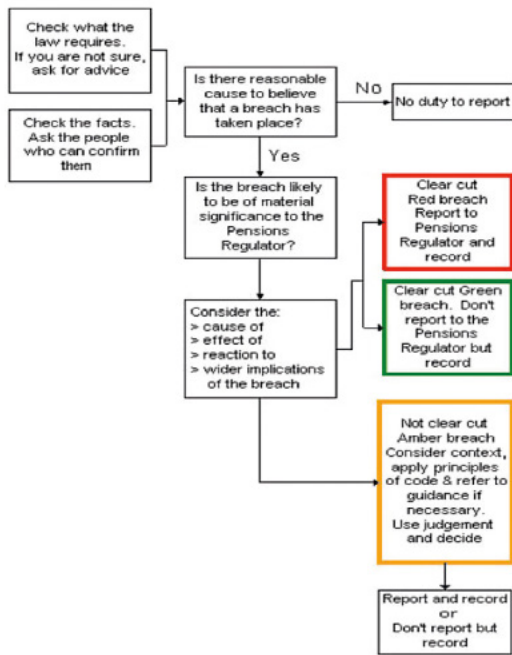 Check what the
law requires.
If you are not sure,
ask for advice
Check the facts.
Ask the people
who can confirm
them
Is there reasonable
cause to believe
that a breach has
taken place?
No
No duty to report
Yes
Is the breach likely
to be of material
significance to the
Pensions
Regulator?
Consider the:
> cause of
> effect of
> reaction to
> wider implications
of the breach
Clear cut
Red breach
Report to
Pensions
Regulator and
record
Clear cut Green
breach. Don't
report to the
Pensions
Regulator but
record
Not clear cut
Amber breach
Consider context,
apply principles
of code & refer to
guidance if
necessary.
Use judgement
and decide
Report and record
or
Don't report but
record